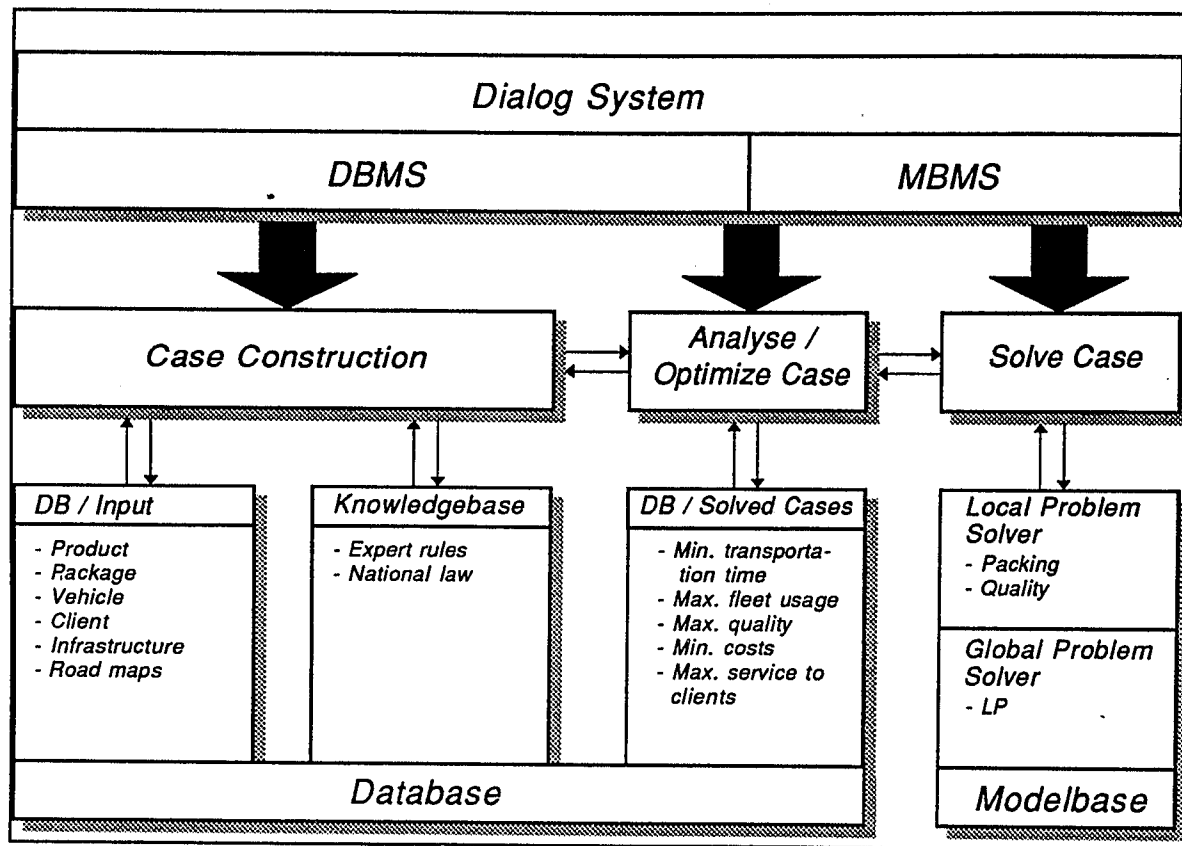 Dialog System
DBMS
MBMS
Case Construction
Analyse /
Optimize Case
Solve Case
DB / Input
- Product
- Package
- Vehicle
- Client
- Infrastructure
- Road maps
Knowledgebase
- Expert rules
- National law
DB / Solved Cases
- Min. transporta-
tion time
- Max. fleet usage
- Max. quality
- Min. costs
- Max. service to
clients
Local Problem
Solver
- Packing
- Quality
Global Problem
Solver
- LP
Database
Modelbase